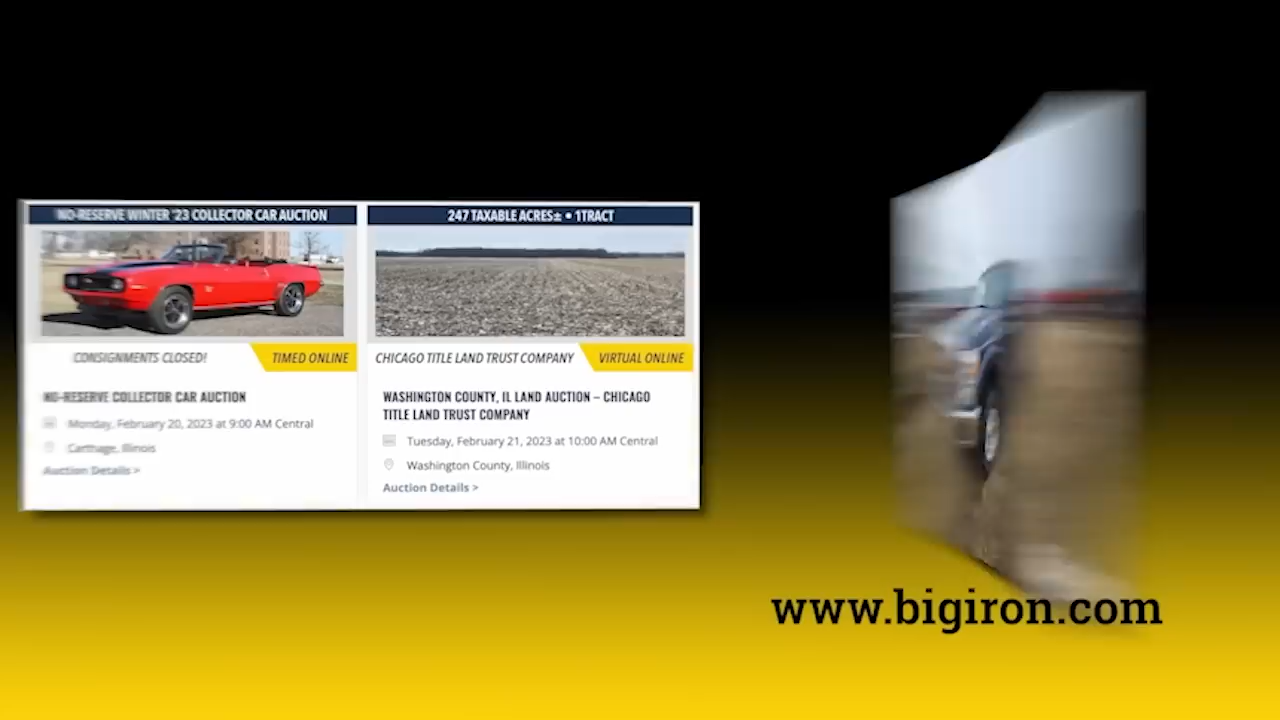 NO-RESERVE WINTER '23 COLLECTOR CAR AUCTION
CONSIGNMENTS CLOSED!
TIMED ONLINE
NO-RESERVE COLLECTOR CAR AUCTION
Monday, February 20, 2023 at 9:00 AM Central
Carthage, Illinois
Auction Details >
247 TAXABLE ACRES± • 1TRACT
CHICAGO TITLE LAND TRUST COMPANY
VIRTUAL ONLINE
WASHINGTON COUNTY, IL LAND AUCTION – CHICAGO
TITLE LAND TRUST COMPANY
Tuesday, February 21, 2023 at 10:00 AM Central
Washington County, Illinois
Auction Details >
www.bigiron.com